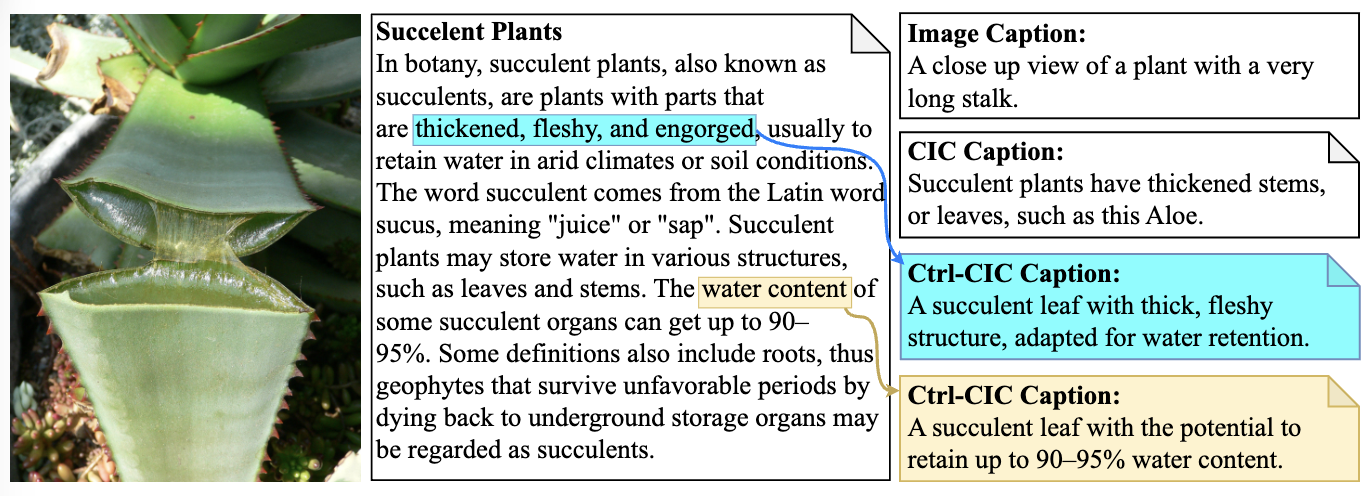 Succelent Plants
In botany, succulent plants, also known as
succulents, are plants with parts that
are thickened, fleshy, and engorged, usually to
retain water in arid climates or soil conditions.
The word succulent comes from the Latin word
sucus, meaning "juice" or "sap". Succulent
plants may store water in various structures,
such as leaves and stems. The water content of
some succulent organs can get up to 90–
95%. Some definitions also include roots, thus
geophytes that survive unfavorable periods by
dying back to underground storage organs may
be regarded as succulents.
Image Caption:
A close up view of a plant with a very
long stalk.
CIC Caption:
Succulent plants have thickened stems,
or leaves, such as this Aloe.
Ctrl-CIC Caption:
A succulent leaf with thick, fleshy
structure, adapted for water retention.
Ctrl-CIC Caption:
A succulent leaf with the potential to
retain up to 90–95% water content.